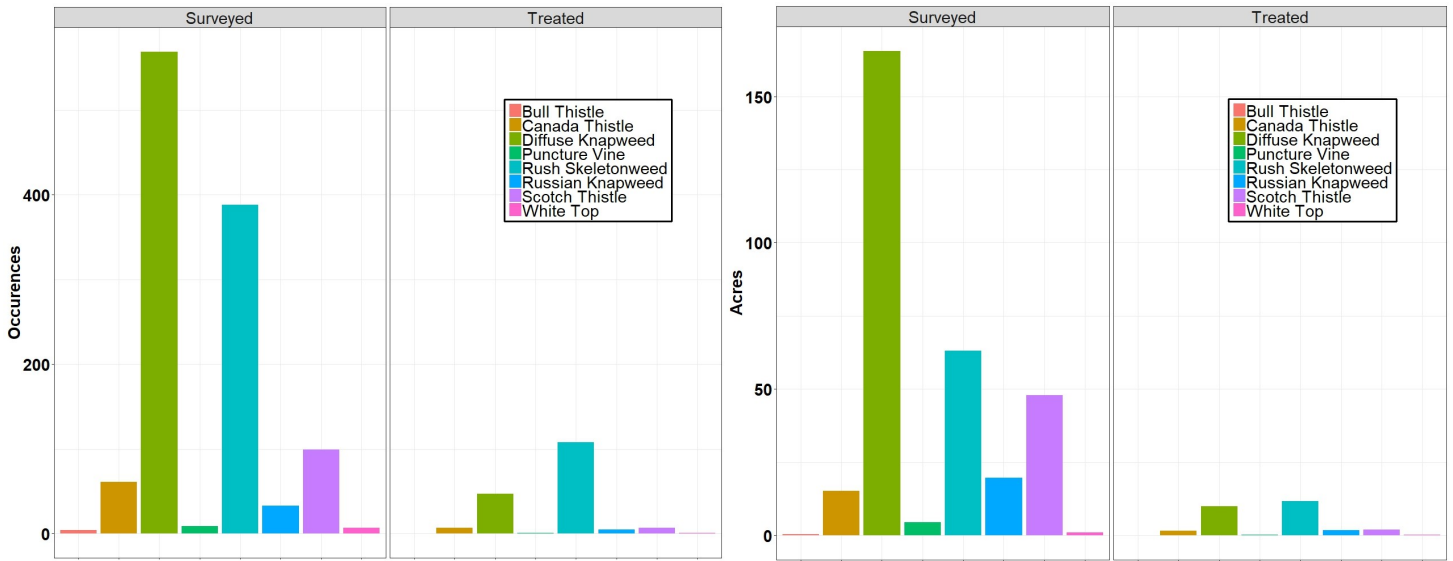 Surveyed
Treated
Bull Thistle
Canada Thistle
Diffuse Knapweed
Puncture Vine
Rush Skeletonweed
Russian Knapweed
Scotch Thistle
White Top
400
200
0
Occurences
Surveyed
Treated
Bull Thistle
Canada Thistle
Diffuse Knapweed
Puncture Vine
Rush Skeletonweed
Russian Knapweed
Scotch Thistle
White Top
150
100
50
0
Acres